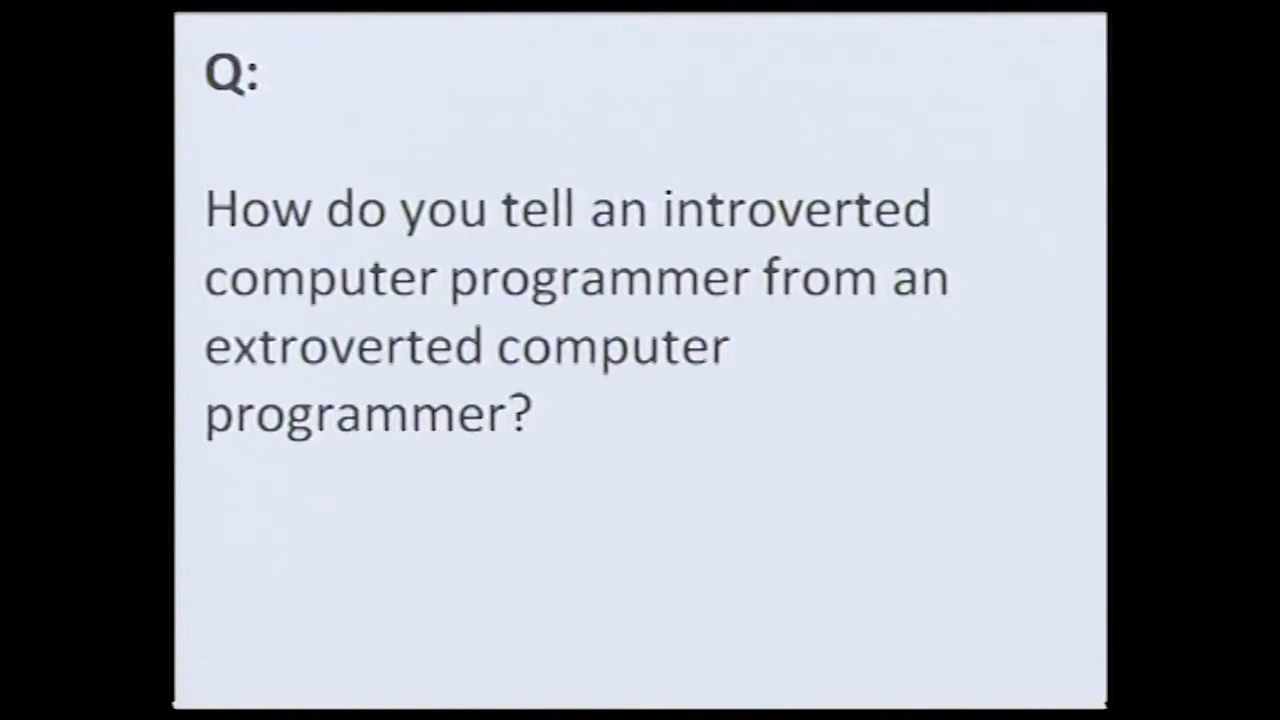 Q:
How do you tell an introverted
computer programmer from an
extroverted computer
programmer?